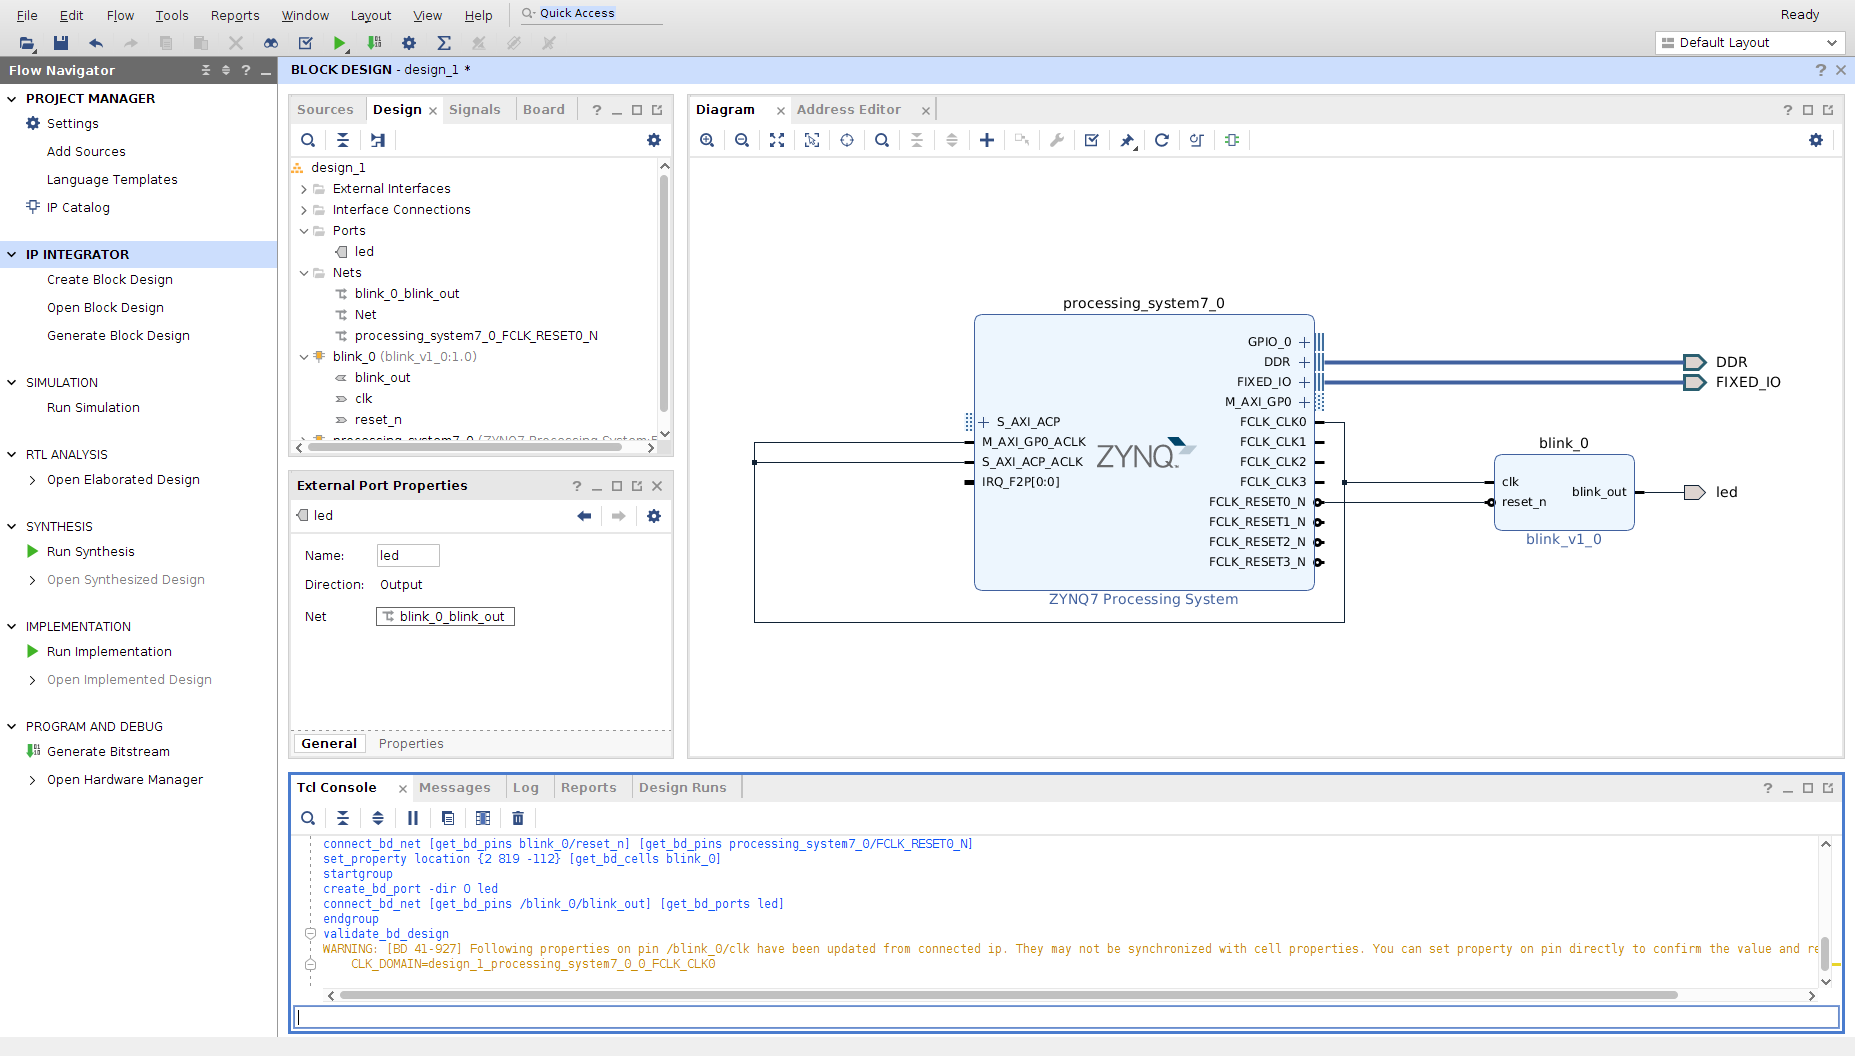 File Edit Flow Tools Reports Window Layout View Help Quick Access Ready
Default Layout
Flow Navigator
PROJECT MANAGER
Settings
Add Sources
Language Templates
IP Catalog
IP INTEGRATOR
Create Block Design
Open Block Design
Generate Block Design
SIMULATION
Run Simulation
RTL ANALYSIS
Open Elaborated Design
SYNTHESIS
Run Synthesis
Open Synthesized Design
IMPLEMENTATION
Run Implementation
Open Implemented Design
PROGRAM AND DEBUG
Generate Bitstream
Open Hardware Manager
BLOCK DESIGN - design_1 *
Sources Design Signals Board
design_1
External Interfaces
Interface Connections
Ports
led
Nets
blink_0_blink_out
Net
processing_system7_0_FCLK_RESET0_N
blink_0 (blink_v1_0:1.0)
blink_out
clk
reset_n
processing_system7_0 (ZYNQ7 Processing System:5
External Port Properties
led
Name: led
Direction: Output
Net blink_0_blink_out
General Properties
Diagram Address Editor
processing_system7_0
GPIO_0
DDR
FIXED_IO
M_AXI_GP0
S_AXI_ACP FCLK_CLK0
M_AXI_GP0_ACLK FCLK_CLK1
S_AXI_ACP_ACLK FCLK_CLK2
IRQ_F2P[0:0] FCLK_CLK3
FCLK_RESET0_N
FCLK_RESET1_N
FCLK_RESET2_N
FCLK_RESET3_N
ZYNQ
ZYNQ7 Processing System
DDR
FIXED_IO
blink_0
clk
reset_n
blink_out
blink_v1_0
led
Tcl Console Messages Log Reports Design Runs
connect_bd_net [get_bd_pins blink_0/reset_n] [get_bd_pins processing_system7_0/FCLK_RESET0_N]
set_property location {2 819 -112} [get_bd_cells blink_0]
startgroup
create_bd_port -dir O led
connect_bd_net [get_bd_pins /blink_0/blink_out] [get_bd_ports led]
endgroup
validate_bd_design
WARNING: [BD 41-927] Following properties on pin /blink_0/clk have been updated from connected ip. They may not be synchronized with cell properties. You can set property on pin directly to confirm the value and re
CLK_DOMAIN=design_1_processing_system7_0_0_FCLK_CLK0